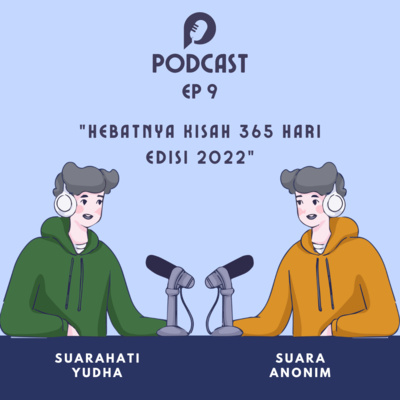 PODCAST
EP 9
"HEBATNYA KISAH 365 HARI
EDISI 2022"
SUARAHATI
YUDHA
SUARA
ANONIM